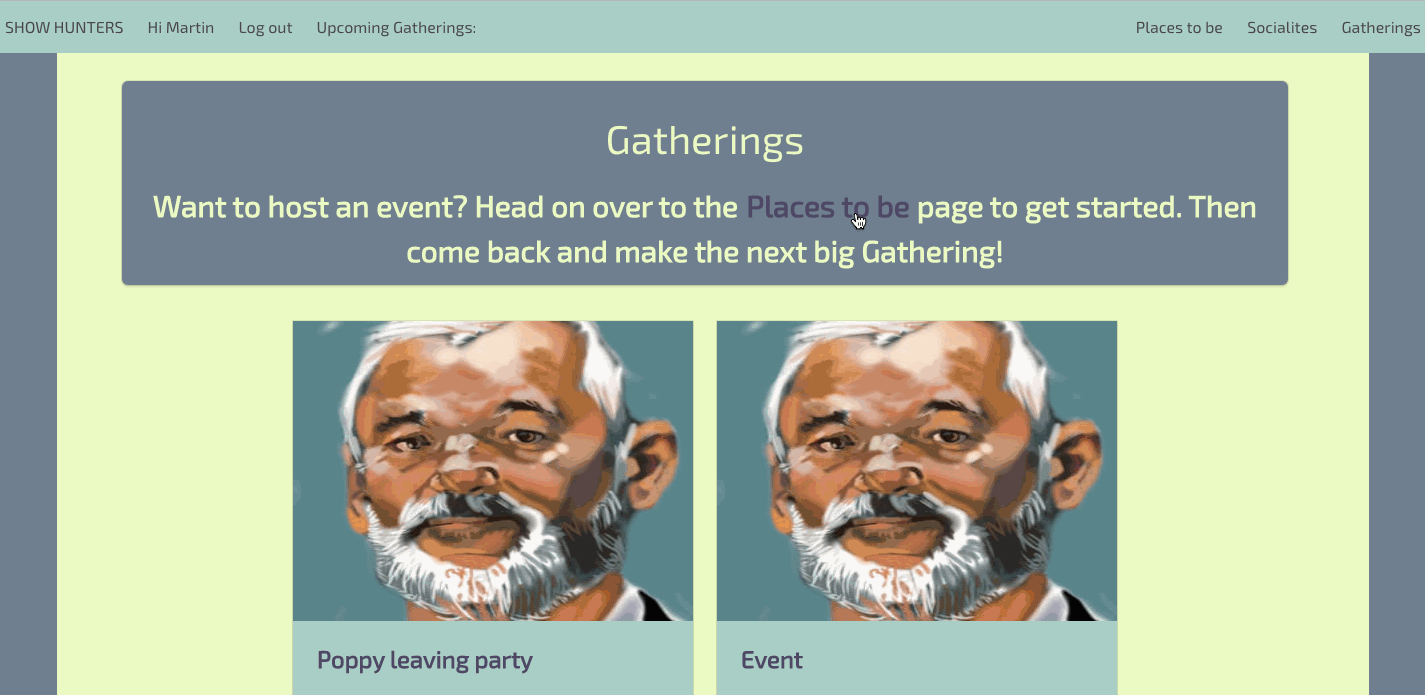 SHOW HUNTERS Hi Martin Log out Upcoming Gatherings: Places to be Socialites Gatherings
Gatherings
Want to host an event? Head on over to the Places to be page to get started. Then
come back and make the next big Gathering!
Poppy leaving party
Event